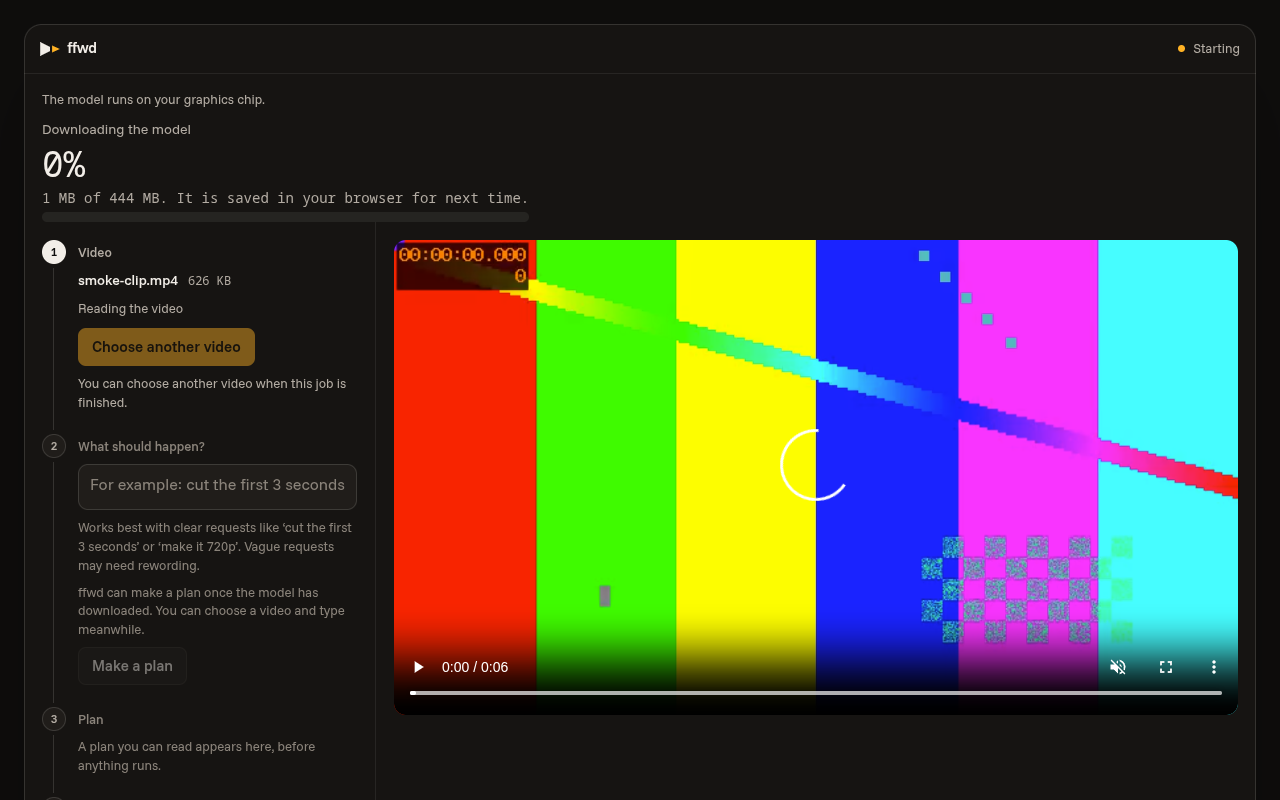 ffwd
Starting
The model runs on your graphics chip.
Downloading the model
0%
1 MB of 444 MB. It is saved in your browser for next time.
1
Video
smoke-clip.mp4 626 KB
Reading the video
Choose another video
You can choose another video when this job is
finished.
2
What should happen?
For example: cut the first 3 seconds
Works best with clear requests like ‘cut the first
3 seconds’ or ‘make it 720p’. Vague requests
may need rewording.
ffwd can make a plan once the model has
downloaded. You can choose a video and type
meanwhile.
Make a plan
3
Plan
A plan you can read appears here, before
anything runs.
00:00:00.000
0
0:00 / 0:06